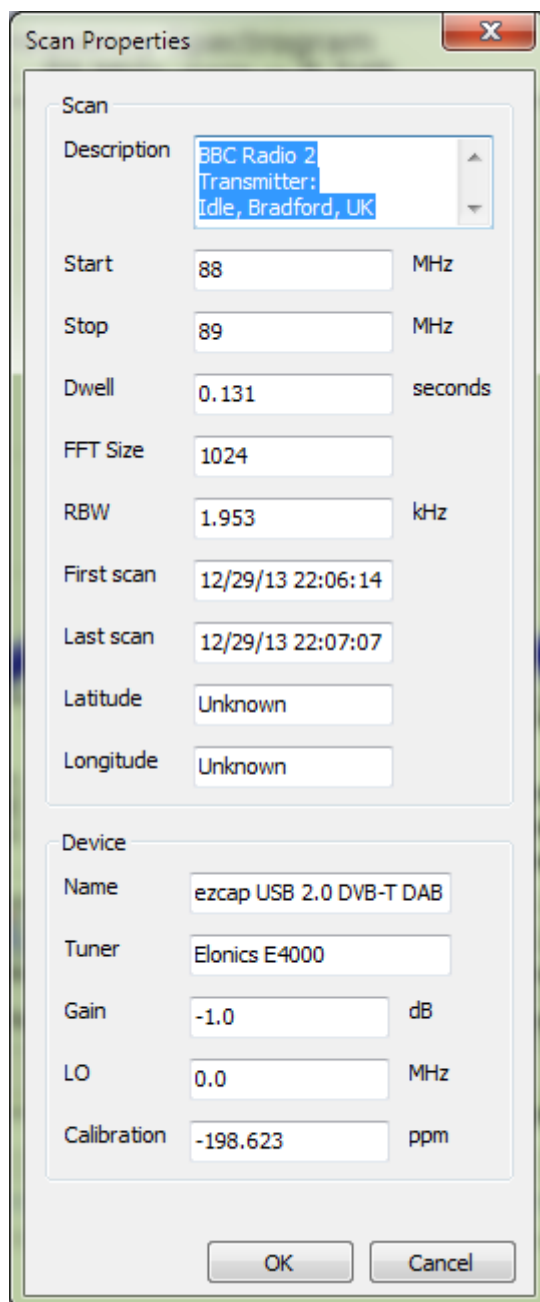 Scan Properties
Scan
Description
BBC Radio 2
Transmitter:
Idle, Bradford, UK
Start 88 MHz
Stop 89 MHz
Dwell 0.131 seconds
FFT Size 1024
RBW 1.953 kHz
First scan 12/29/13 22:06:14
Last scan 12/29/13 22:07:07
Latitude Unknown
Longitude Unknown
Device
Name ezcap USB 2.0 DVB-T DAB
Tuner Elonics E4000
Gain -1.0 dB
LO 0.0 MHz
Calibration -198.623 ppm
OK Cancel